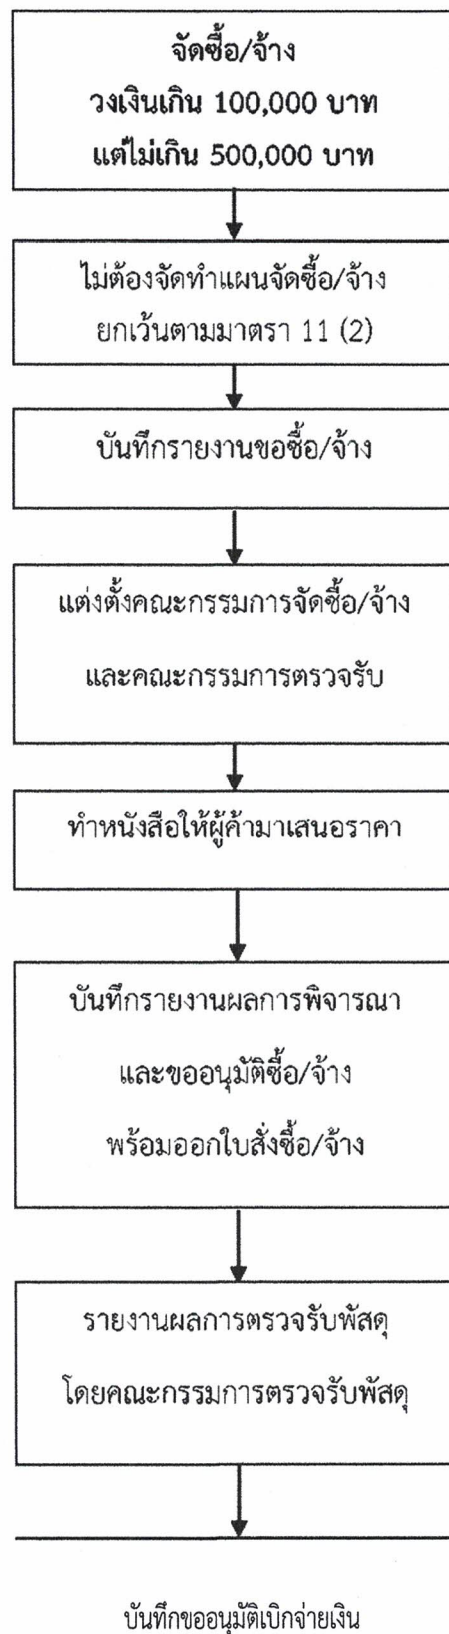 จัดซื้อ/จ้าง
วงเงินเกิน 100,000 บาท
แต่ไม่เกิน 500,000 บาท
ไม่ต้องจัดทำแผนจัดซื้อ/จ้าง
ยกเว้นตามมาตรา 11 (2)
บันทึกรายงานขอซื้อ/จ้าง
แต่งตั้งคณะกรรมการจัดซื้อ/จ้าง
และคณะกรรมการตรวจรับ
ทำหนังสือให้ผู้ค้ามาเสนอราคา
บันทึกรายงานผลการพิจารณา
และขออนุมัติซื้อ/จ้าง
พร้อมออกใบสั่งซื้อ/จ้าง
รายงานผลการตรวจรับพัสดุ
โดยคณะกรรมการตรวจรับพัสดุ
บันทึกขออนุมัติเบิกจ่ายเงิน